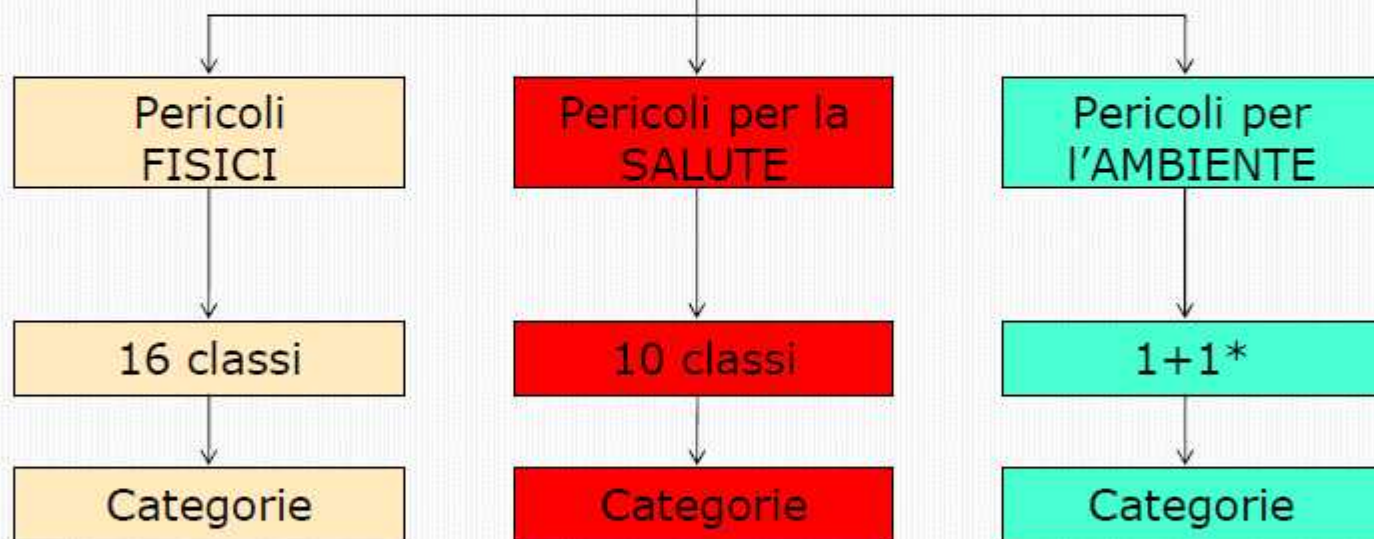 Pericoli
FISICI
Pericoli per la
SALUTE
Pericoli per
l'AMBIENTE
16 classi
10 classi
1+1*
Categorie
Categorie
Categorie